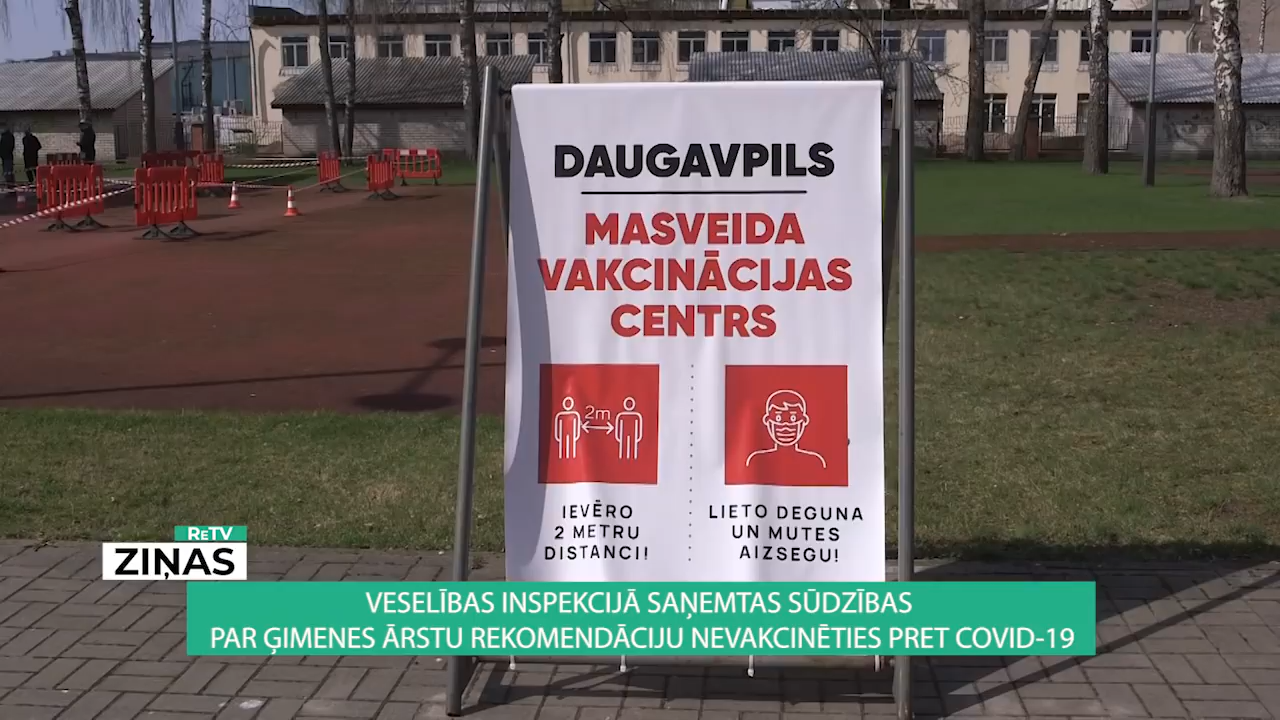 DAUGAVPILS
MASVEIDA
VAKCINĀCIJAS
CENTRS
2m
IEVĒRO
2 METRU
DISTANCI!
LIETO DEGUNA
UN MUTES
AIZSEGU!
RĒTV
ZIŅAS
VESELĪBAS INSPEKCIJĀ SAŅEMTAS SŪDZĪBAS
PAR ĢIMENES ĀRSTU REKOMENDĀCIJU NEVAKCINĒTIES PRET COVID-19